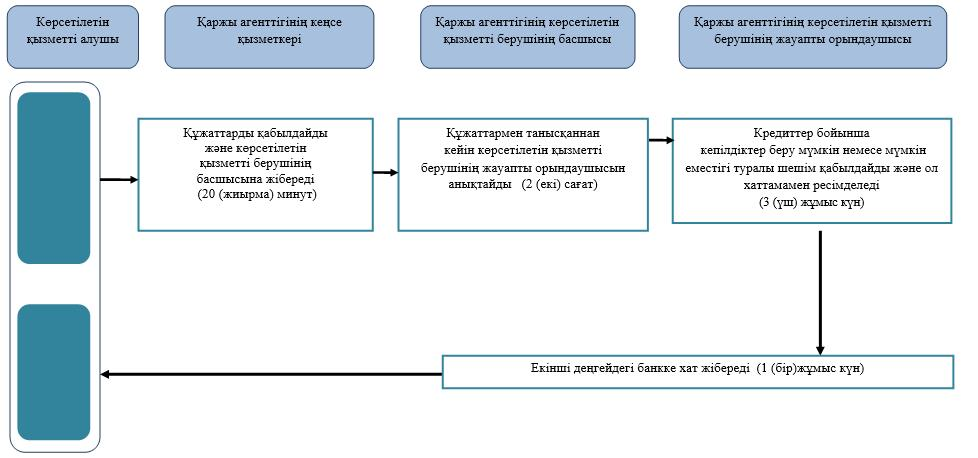 Көрсетілетін
қызметті алушы
Қаржы агенттігінің кеңсе
қызметкері
Қаржы агенттігінің көрсетілетін
қызметті берушінің басшысы
Қаржы агенттігінің көрсетілетін қызметті
берушінің жауапты орындаушысы
Құжаттарды қабылдайды
және көрсетілетін
қызметті берушінің
басшысына жібереді
(20 (жиырма) минут)
Құжаттармен танысқаннан
кейін көрсетілетін қызметті
берушінің жауапты орындаушысын
анықтайды (2 (екі) сағат)
Кредиттер бойынша
кепілдіктер беру мүмкін немесе мүмкін
еместігі туралы шешім қабылдайды және ол
хаттамамен ресімделеді
(3 (үш) жұмыс күн)
Екінші деңгейдегі банкке хат жібереді (1 (бір)жұмыс күн)